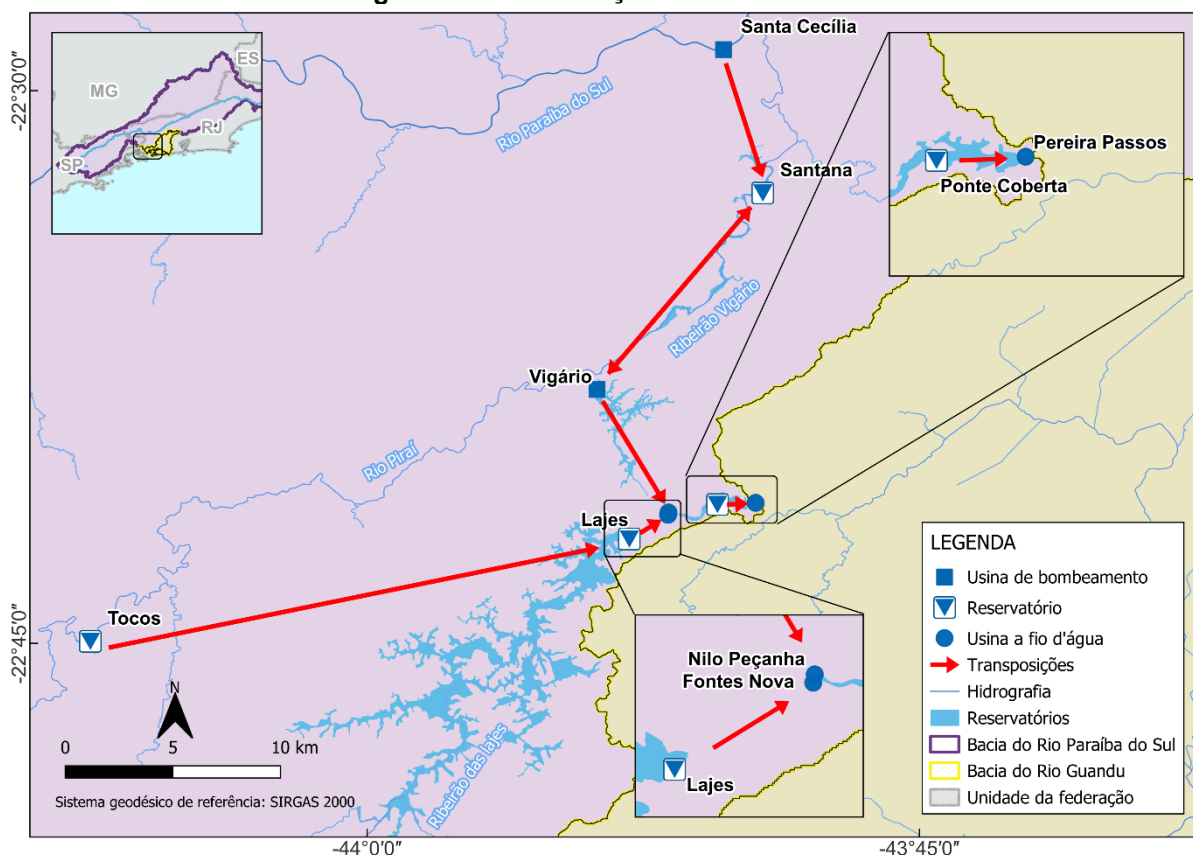 Santa Cecília
ES
MG
RJ
SP
-22°30'0"
Rio Paraíba do Sul
Santana
Pereira Passos
Ponte Coberta
Ribeirão Vigário
Vigário
Rio Piraí
Lajes
Tocos
-22°45'0"
N
0 5 10 km
Sistema geodésico de referência: SIRGAS 2000
Ribeirão das lajes
Nilo Peçanha
Fontes Nova
Lajes
LEGENDA
Usina de bombeamento
Reservatório
Usina a fio d'água
Transposições
Hidrografia
Reservatórios
Bacia do Rio Paraíba do Sul
Bacia do Rio Guandu
Unidade da federação
-44°0'0"
-43°45'0"